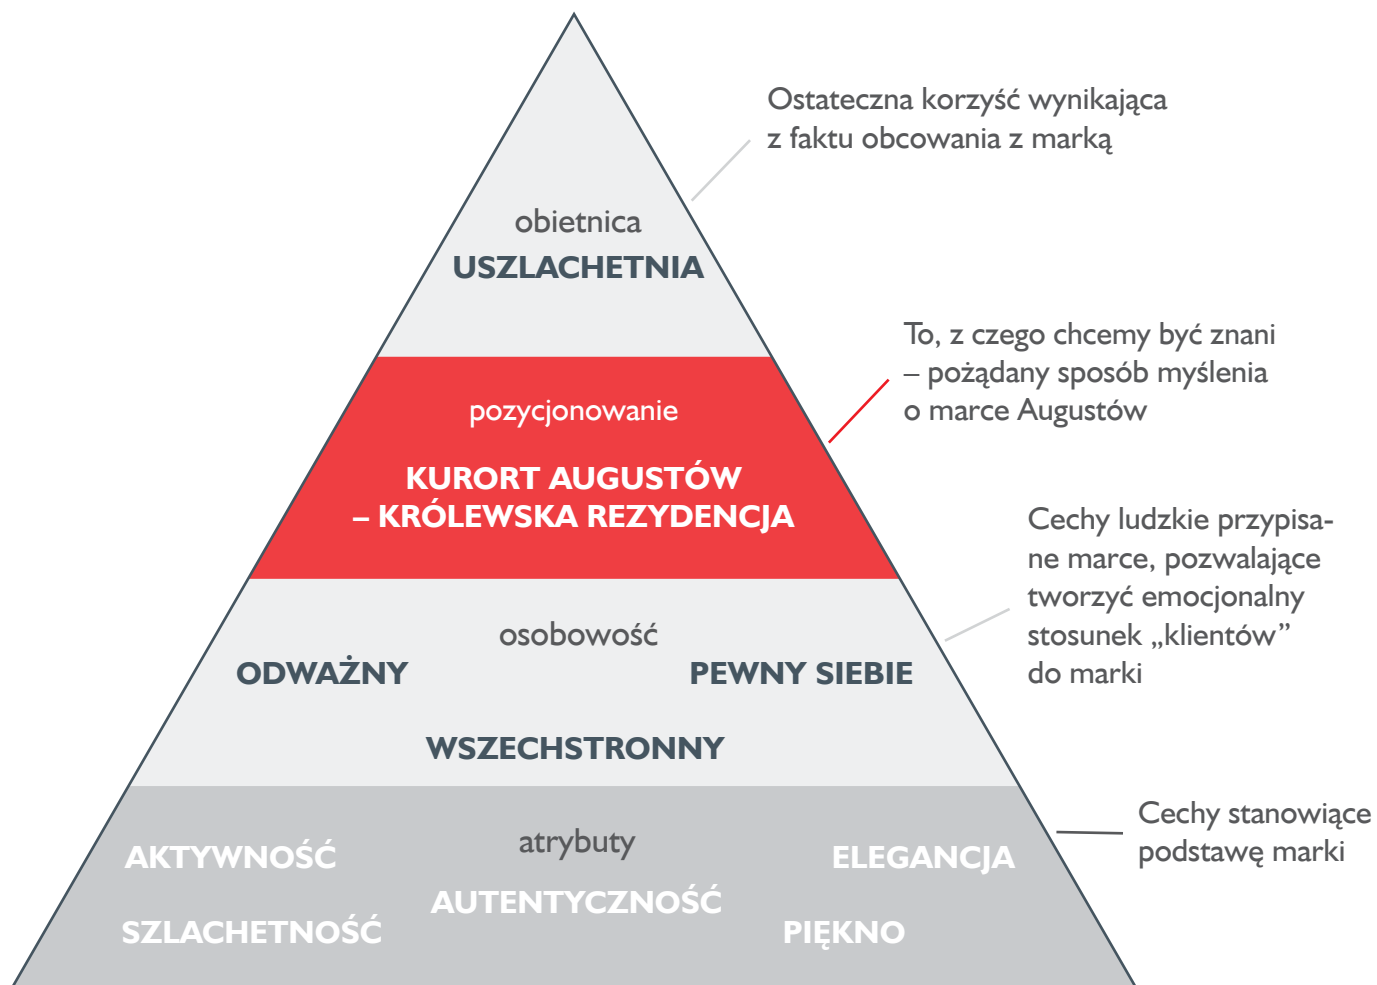 Ostateczna korzyść wynikająca
z faktu obcowania z marką
obietnica
USZLACHETNIA
To, z czego chcemy być znani
– pożądany sposób myślenia
o marce Augustów
pozycjonowanie
KURORT AUGUSTÓW
– KRÓLEWSKA REZYDENCJA
Cechy ludzkie przypisa-
ne marce, pozwalające
tworzyć emocjonalny
stosunek „klientów”
do marki
osobowość
ODWAŻNY
PEWNY SIEBIE
WSZECHSTRONNY
Cechy stanowiące
podstawę marki
atrybuty
AKTYWNOŚĆ
ELEGANCJA
AUTENTYCZNOŚĆ
SZLACHETNOŚĆ
PIĘKNO